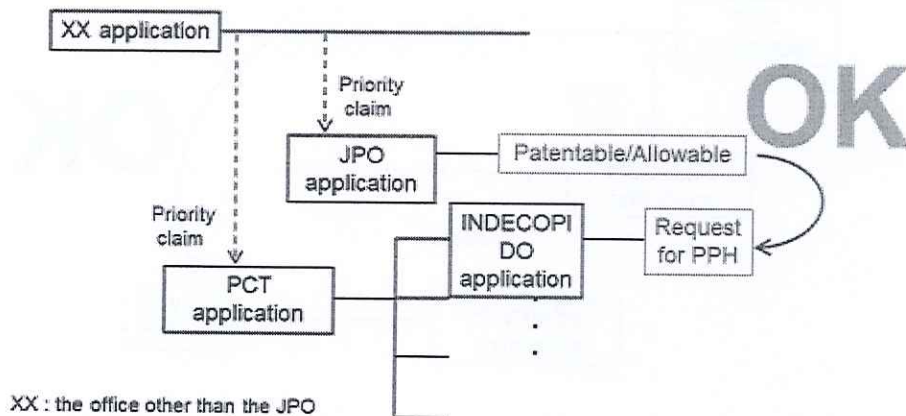 XX application
OK
Priority
claim
JPO
application
Patentable/Allowable
Priority
claim
INDECOPI
DO
application
Request
for PPH
PCT
application
XX : the office other than the JPO